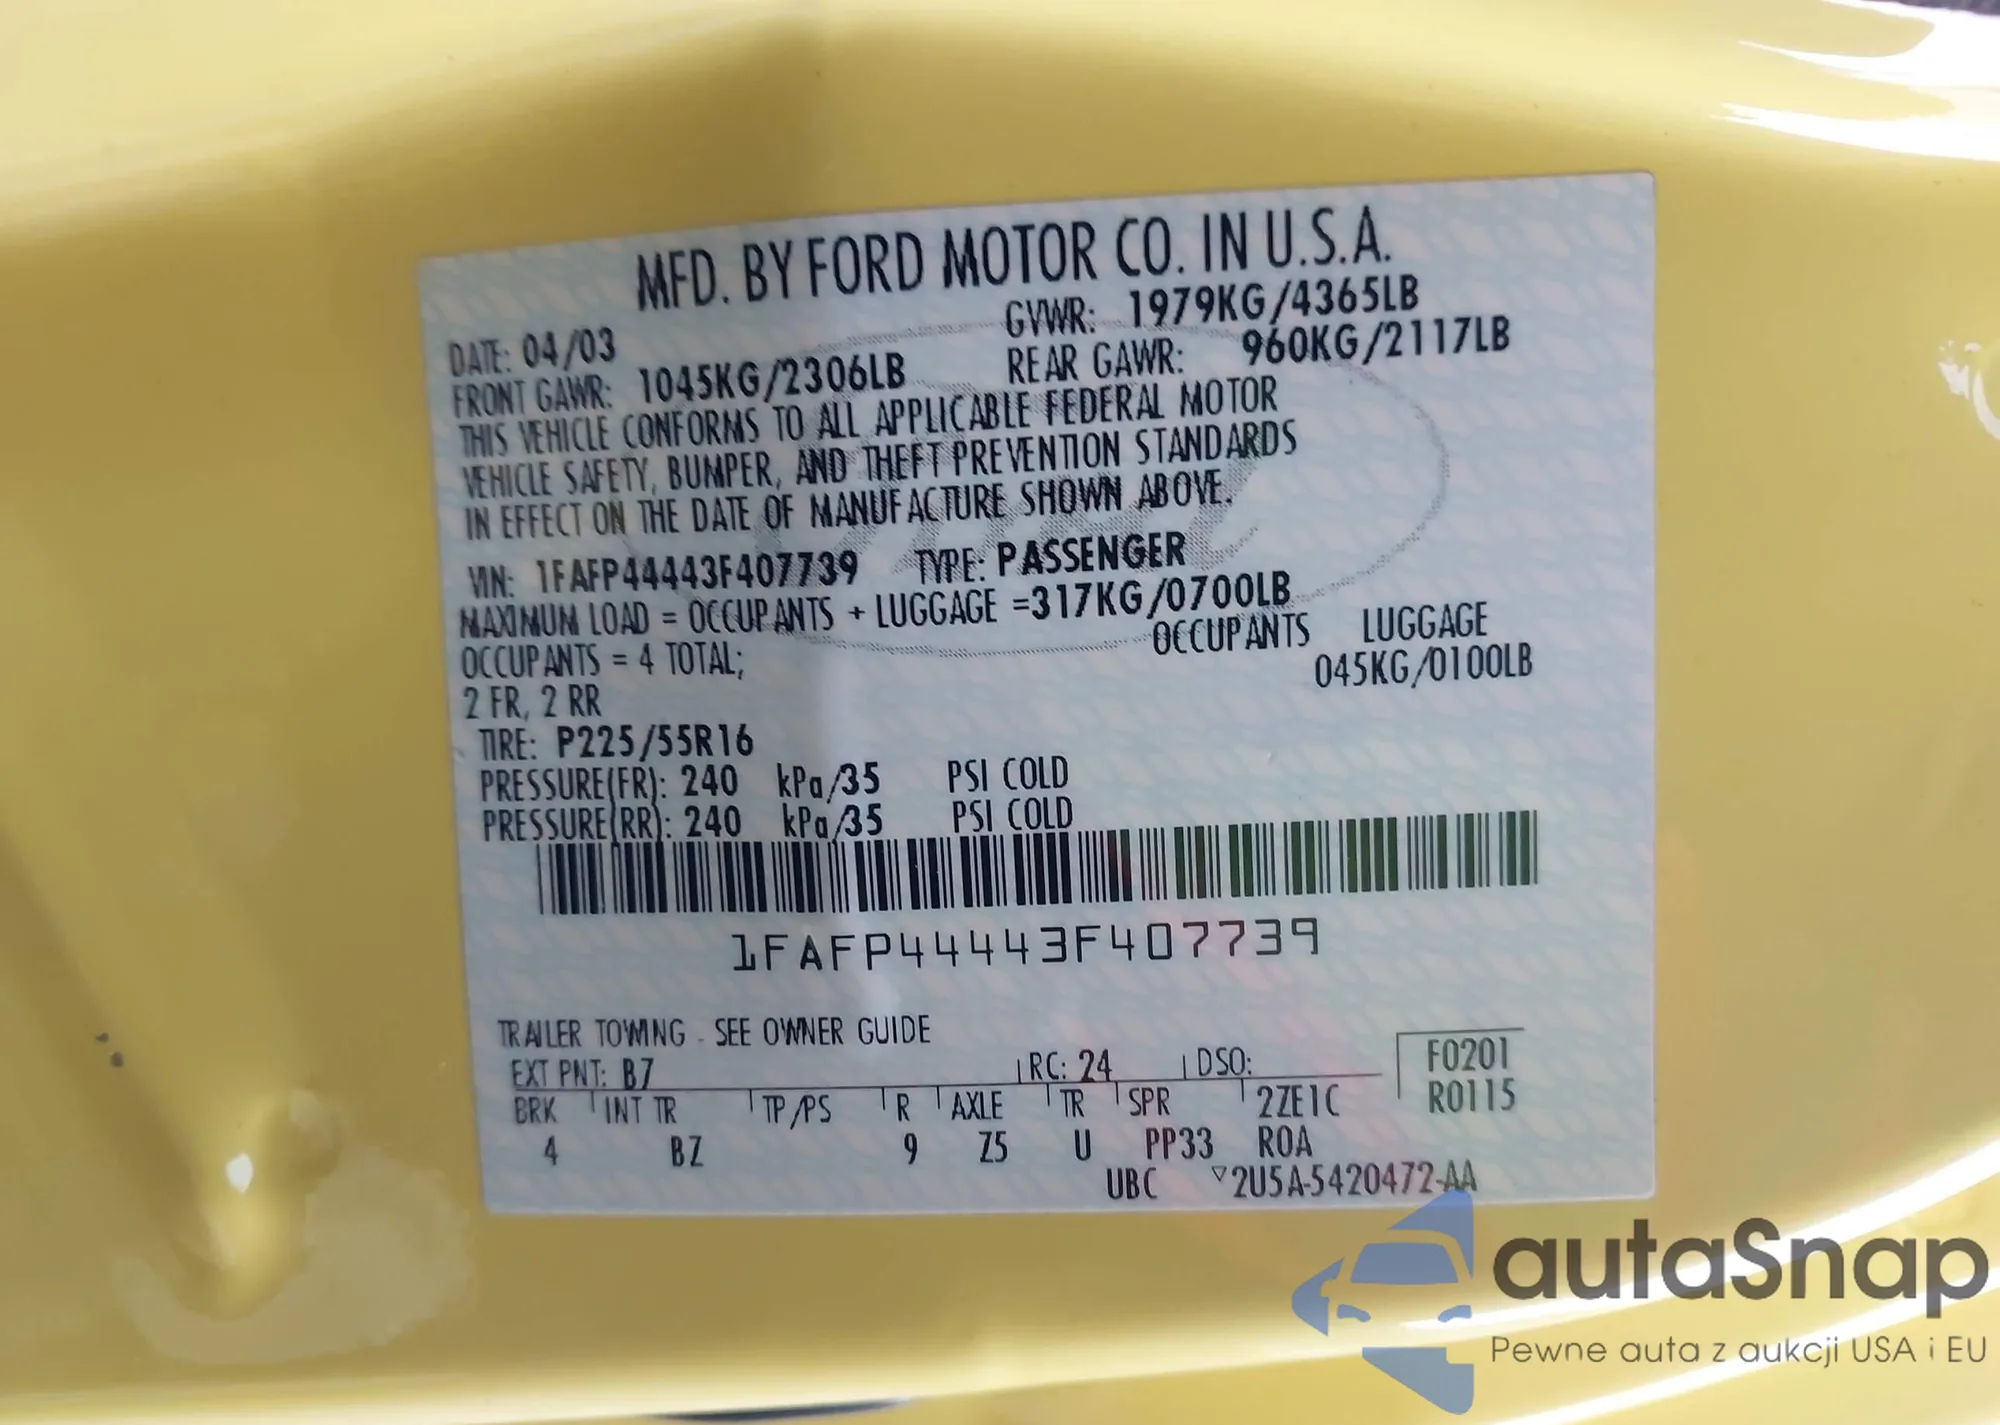 MFD. BY FORD MOTOR CO. IN U.S.A.
DATE: 04/03 GVWR: 1979KG/4365LB
FRONT GAWR: 1045KG/2306LB REAR GAWR: 960KG/2117LB
THIS VEHICLE CONFORMS TO ALL APPLICABLE FEDERAL MOTOR
VEHICLE SAFETY, BUMPER, AND THEFT PREVENTION STANDARDS
IN EFFECT ON THE DATE OF MANUFACTURE SHOWN ABOVE.
VIN: 1FAFP44443F407739 TYPE: PASSENGER
MAXIMUM LOAD = OCCUPANTS + LUGGAGE =317KG/0700LB
OCCUPANTS = 4 TOTAL; OCCUPANTS LUGGAGE
2 FR, 2 RR 045KG/0100LB
TIRE: P225/55R16
PRESSURE(FR): 240 kPa/35 PSI COLD
PRESSURE(RR): 240 kPa/35 PSI COLD
1FAFP44443F407739
TRAILER TOWING - SEE OWNER GUIDE
EXT PNT: B7 RC: 24 DSO: F0201
BRK INT TR TP/PS R AXLE TR SPR 2ZE1C R0115
4 BZ 9 Z5 U PP33 ROA
UBC ▽2U5A-5420472-AA
autaSnap
Pewne auta z aukcji USA i EU